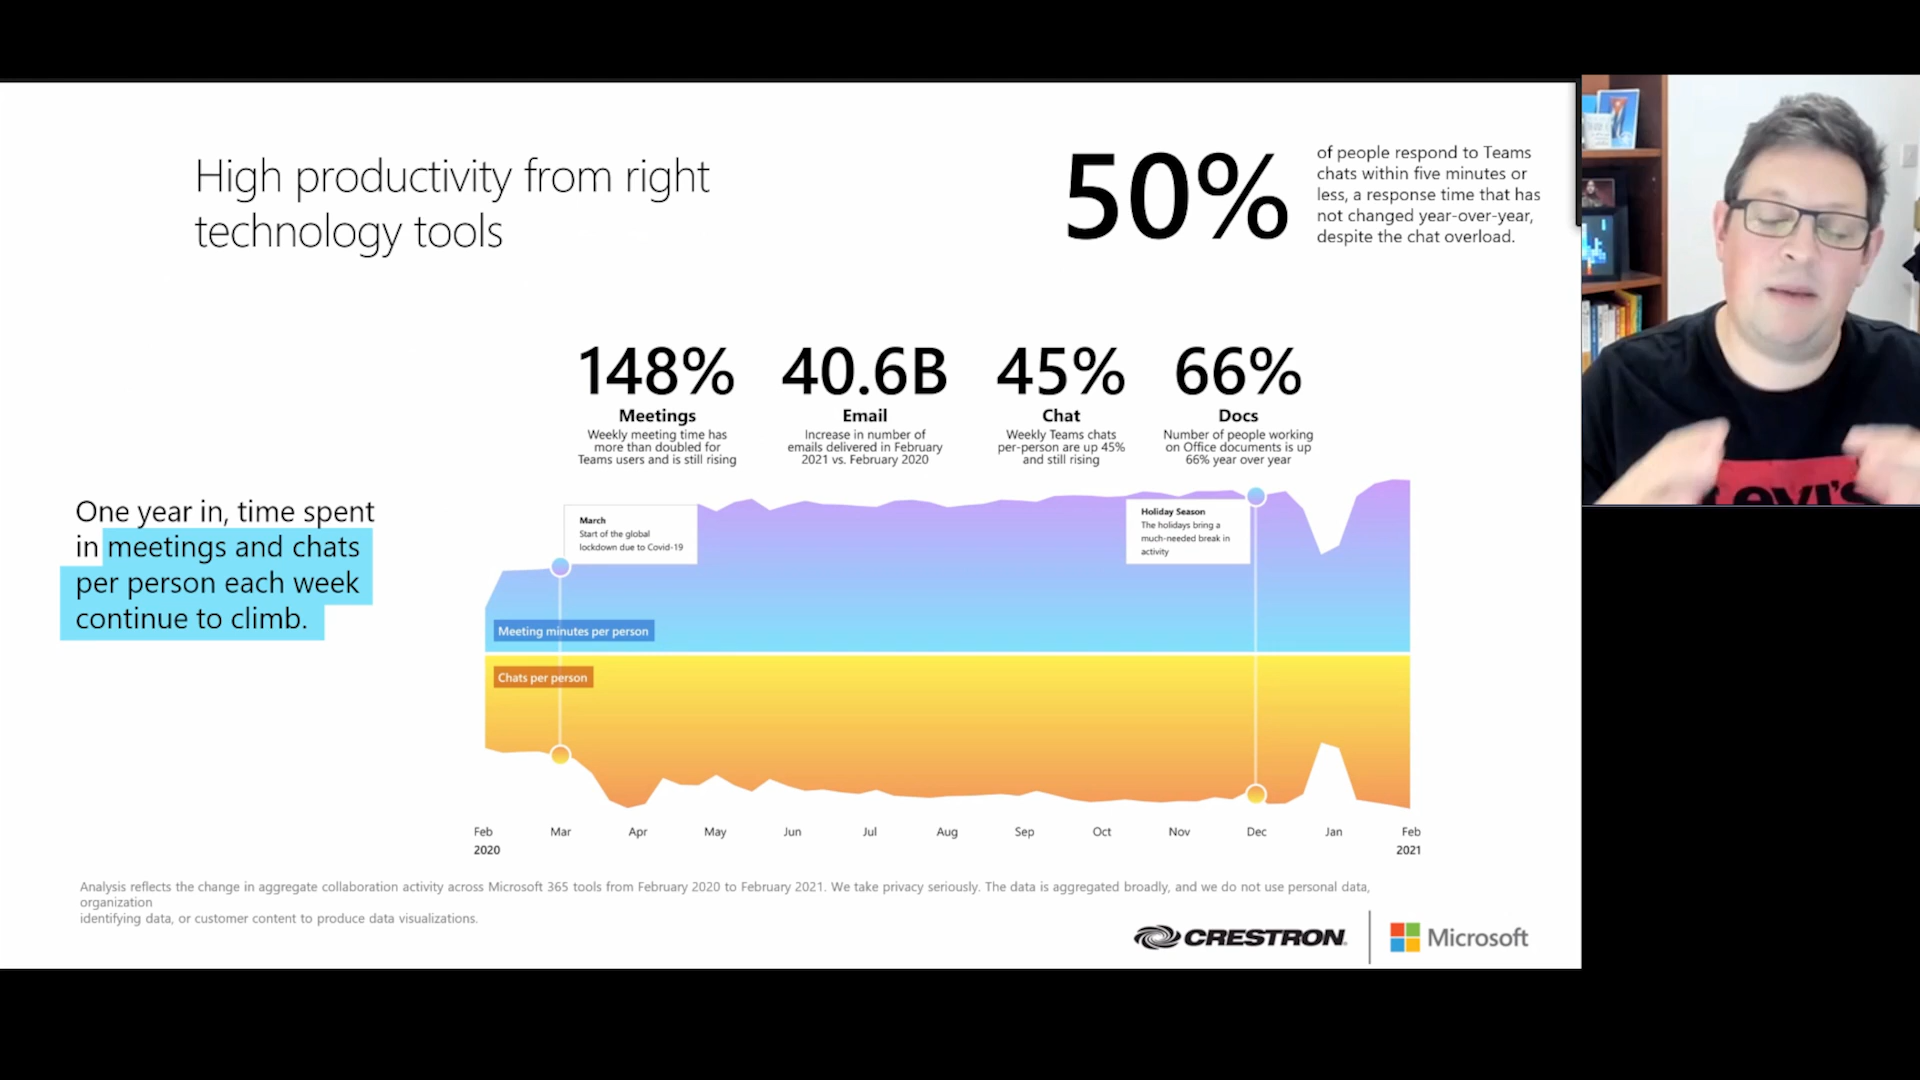 High productivity from right
technology tools
50%
of people respond to Teams
chats within five minutes or
less, a response time that has
not changed year-over-year,
despite the chat overload.
148%
Meetings
Weekly meeting time has
more than doubled for
Teams users and is still rising
40.6B
Email
Increase in number of
emails delivered in February
2021 vs. February 2020
45%
Chat
Weekly Teams chats
per-person are up 45%
and still rising
66%
Docs
Number of people working
on Office documents is up
66% year over year
One year in, time spent
in meetings and chats
per person each week
continue to climb.
March
Start of the global
lockdown due to Covid-19
Holiday Season
The holidays bring a
much-needed break in
activity
Meeting minutes per person
Chats per person
Feb Mar Apr May Jun Jul Aug Sep Oct Nov Dec Jan Feb
2020 2021
Analysis reflects the change in aggregate collaboration activity across Microsoft 365 tools from February 2020 to February 2021. We take privacy seriously. The data is aggregated broadly, and we do not use personal data,
organization
identifying data, or customer content to produce data visualizations.
CRESTRON
Microsoft
Levi's